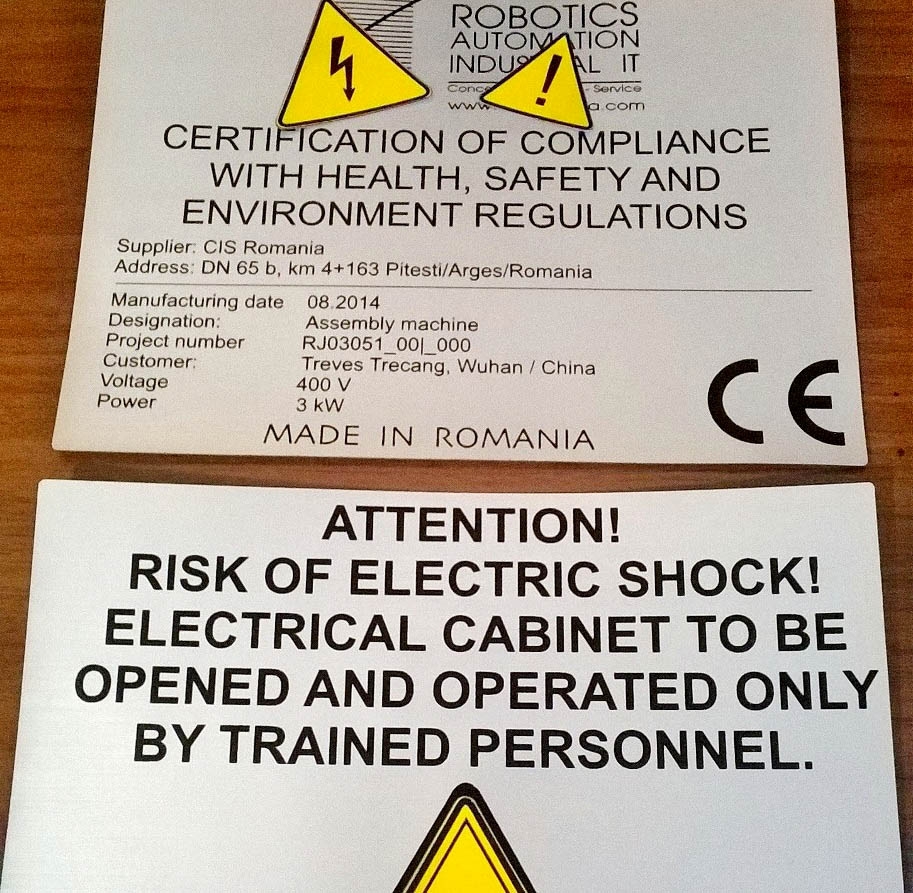 ROBOTICS
AUTOMATION
IT
- Service
CERTIFICATION OF COMPLIANCE
WITH HEALTH, SAFETY AND
ENVIRONMENT REGULATIONS
Supplier: CIS Romania
Address: DN 65 b, km 4+163 Pitesti/Arges/Romania
Manufacturing date 08.2014
Designation: Assembly machine
Project number RJ03051_00|_000
Customer: Treves Trecang, Wuhan / China
Voltage 400 V
Power 3 kW
CE
MADE IN ROMANIA
ATTENTION!
RISK OF ELECTRIC SHOCK!
ELECTRICAL CABINET TO BE
OPENED AND OPERATED ONLY
BY TRAINED PERSONNEL.